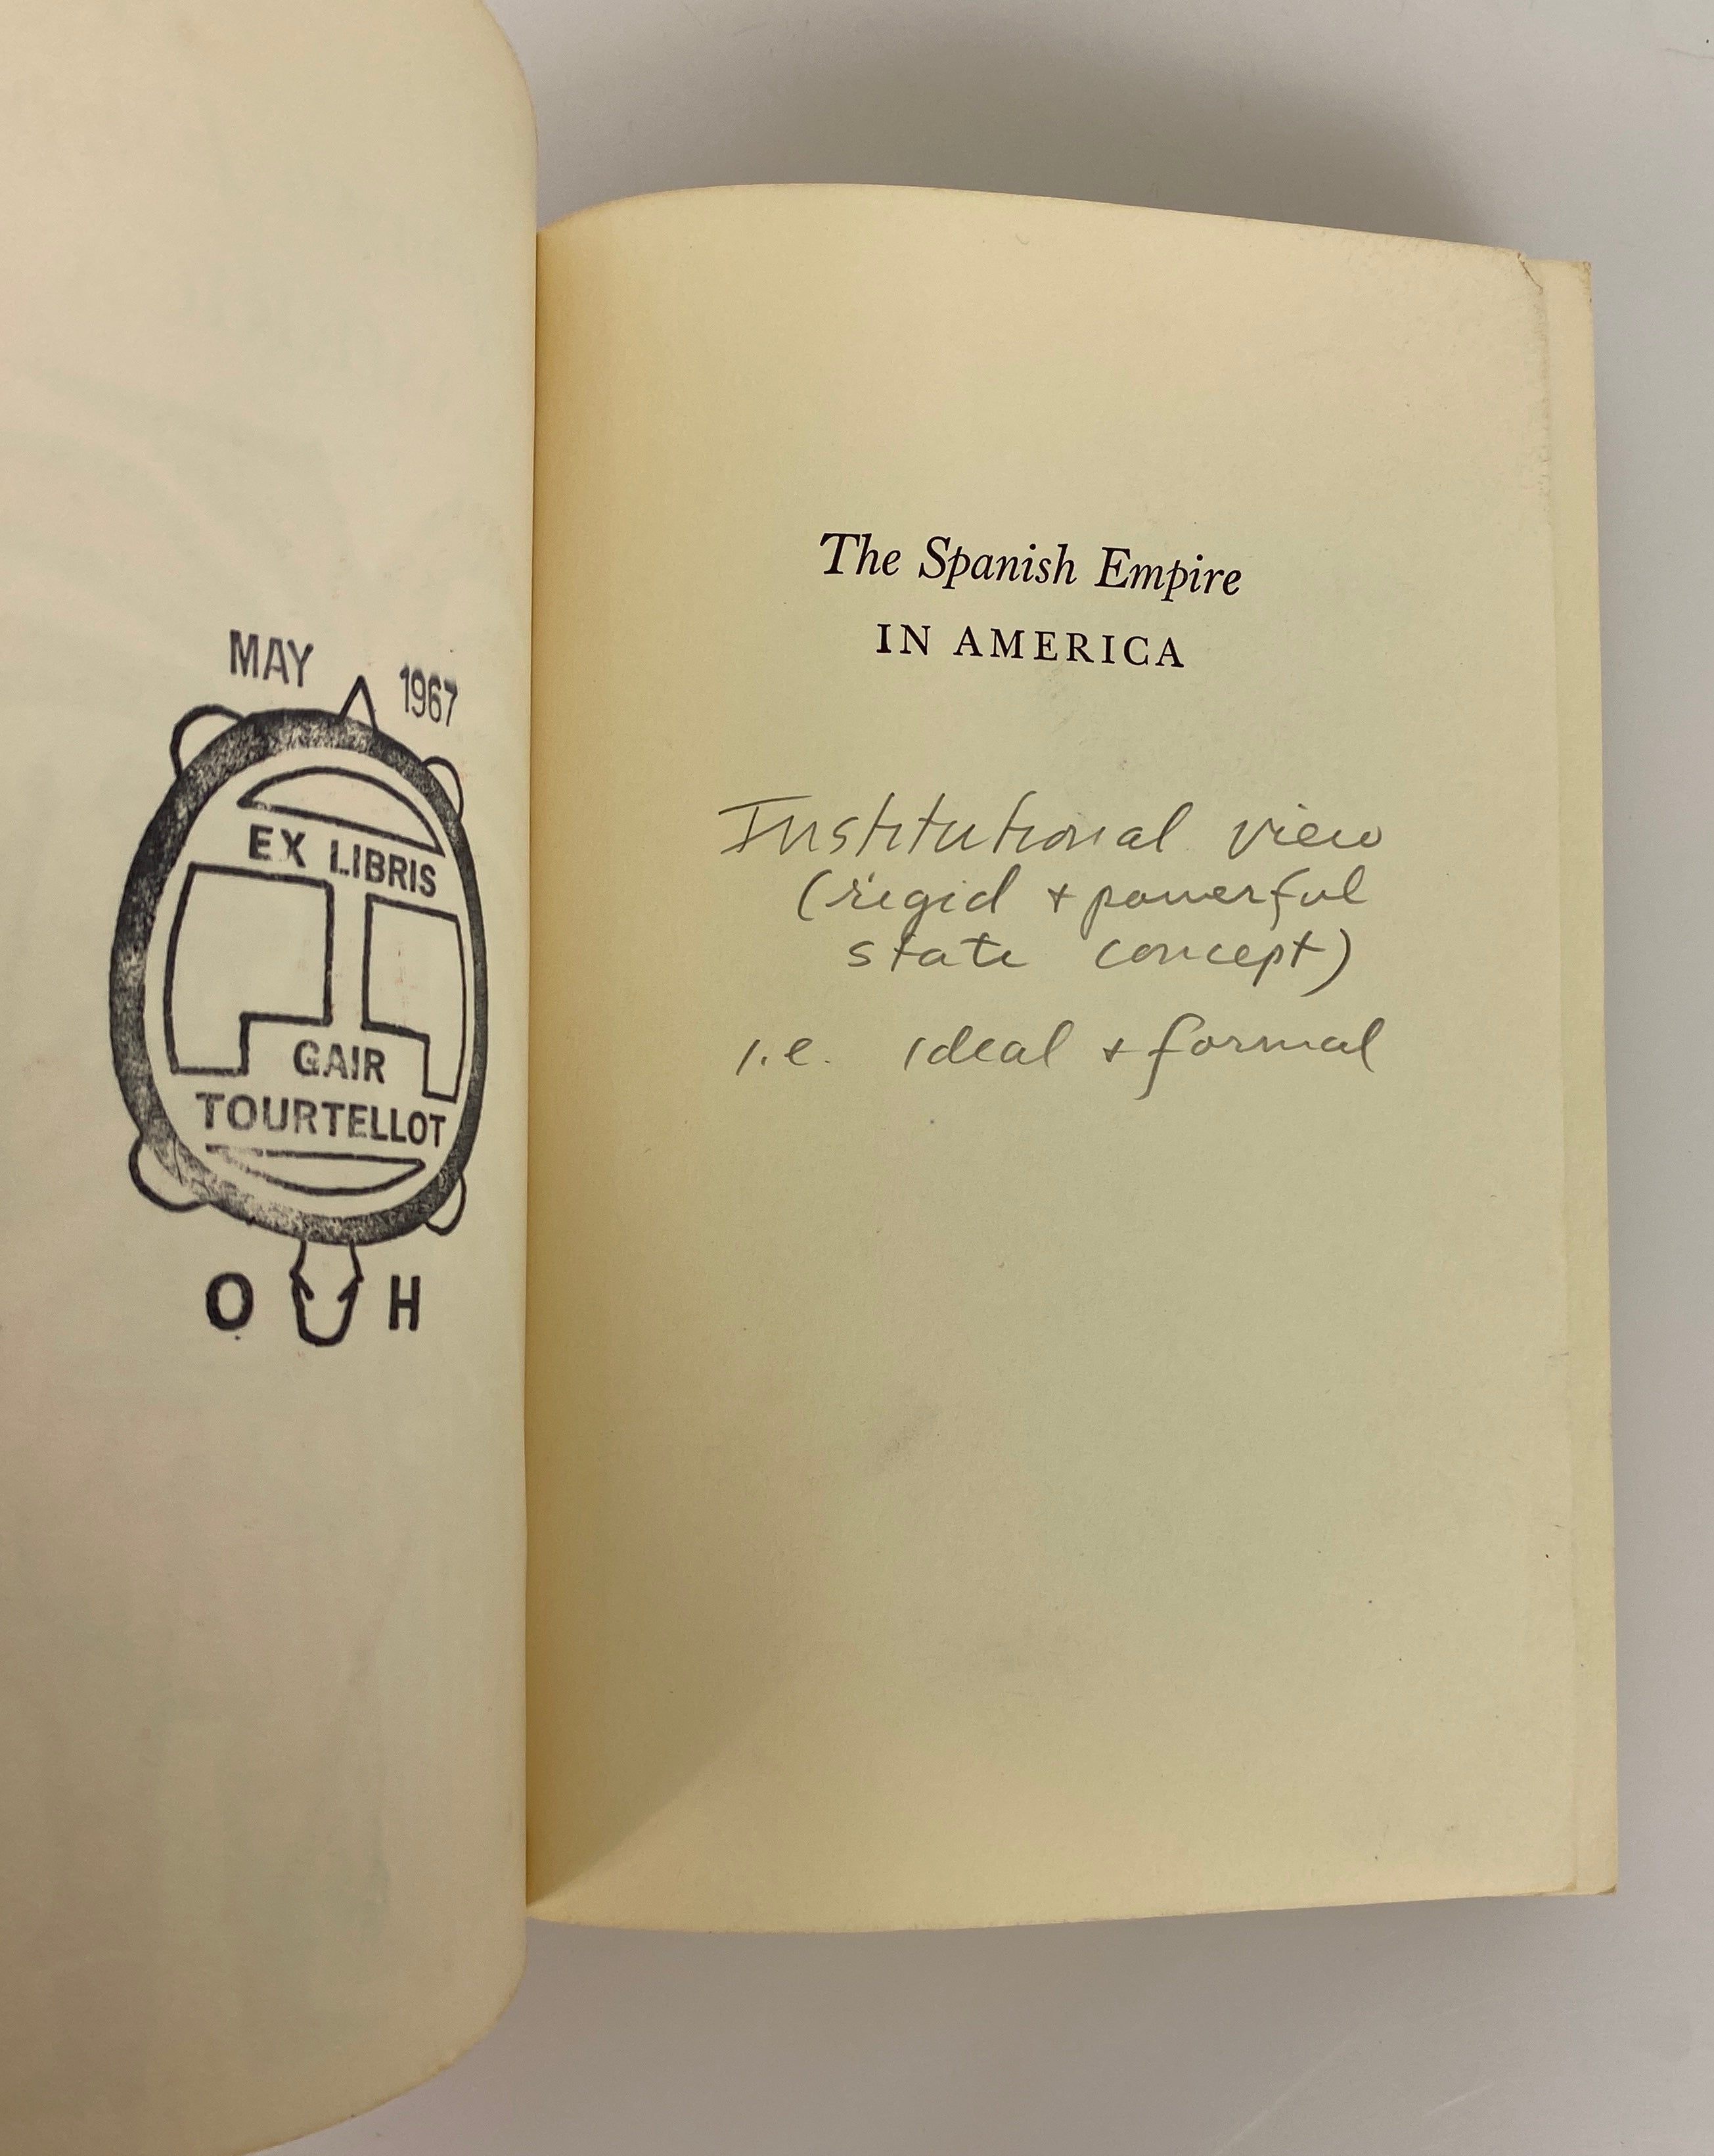 MAY 1967
EX LIBRIS
GAIR
TOURTELLOT
O H
The Spanish Empire
IN AMERICA
Institutional view
(rigid + powerful
state concept)
i.e. ideal + formal